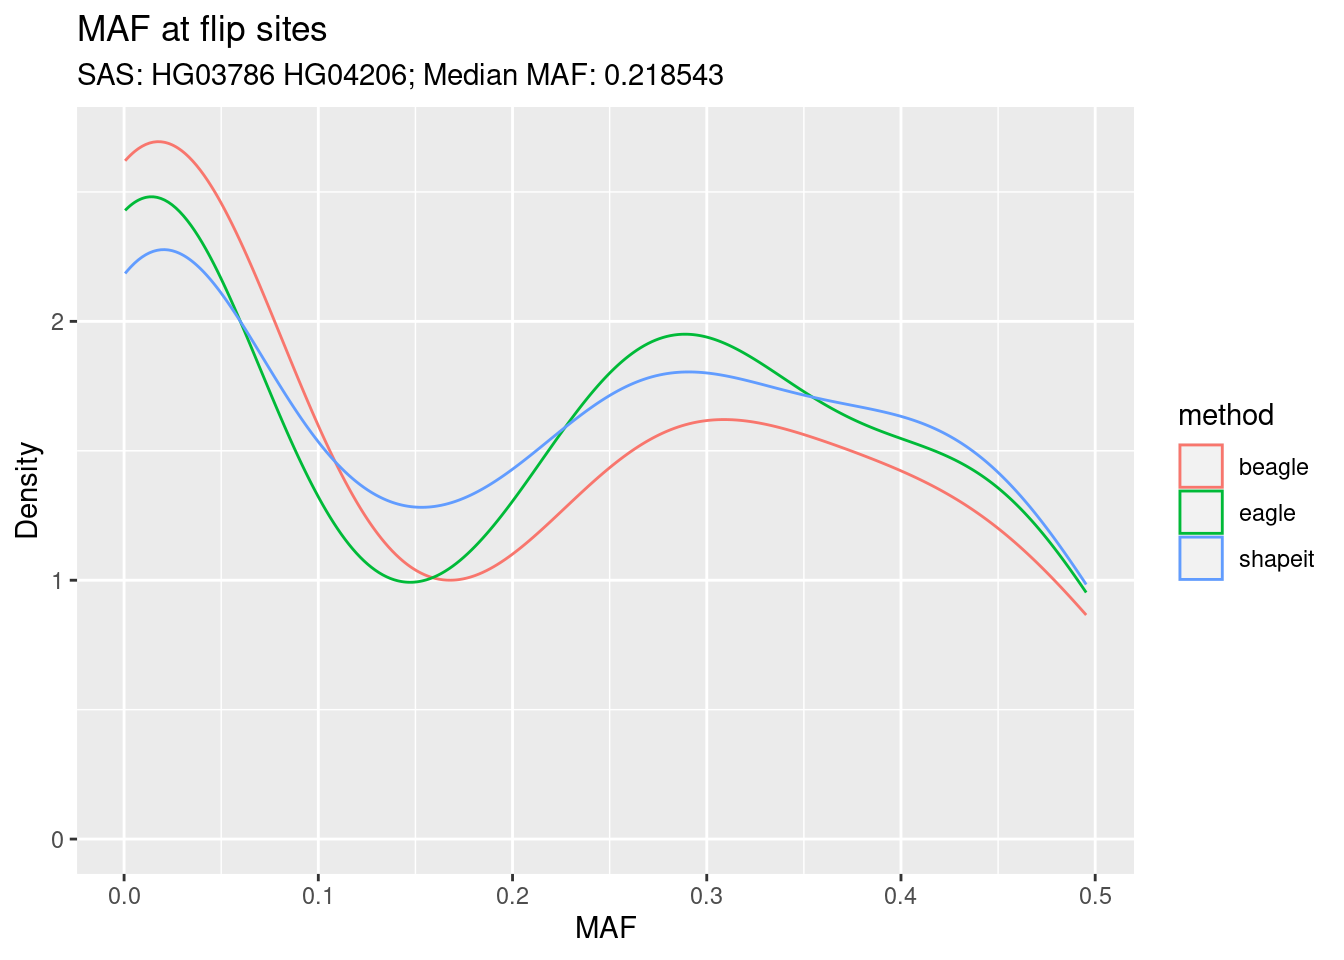 MAF at flip sites
SAS: HG03786 HG04206; Median MAF: 0.218543
Density
2
1
0
0.0 0.1 0.2 0.3 0.4 0.5
MAF
method
beagle
eagle
shapeit